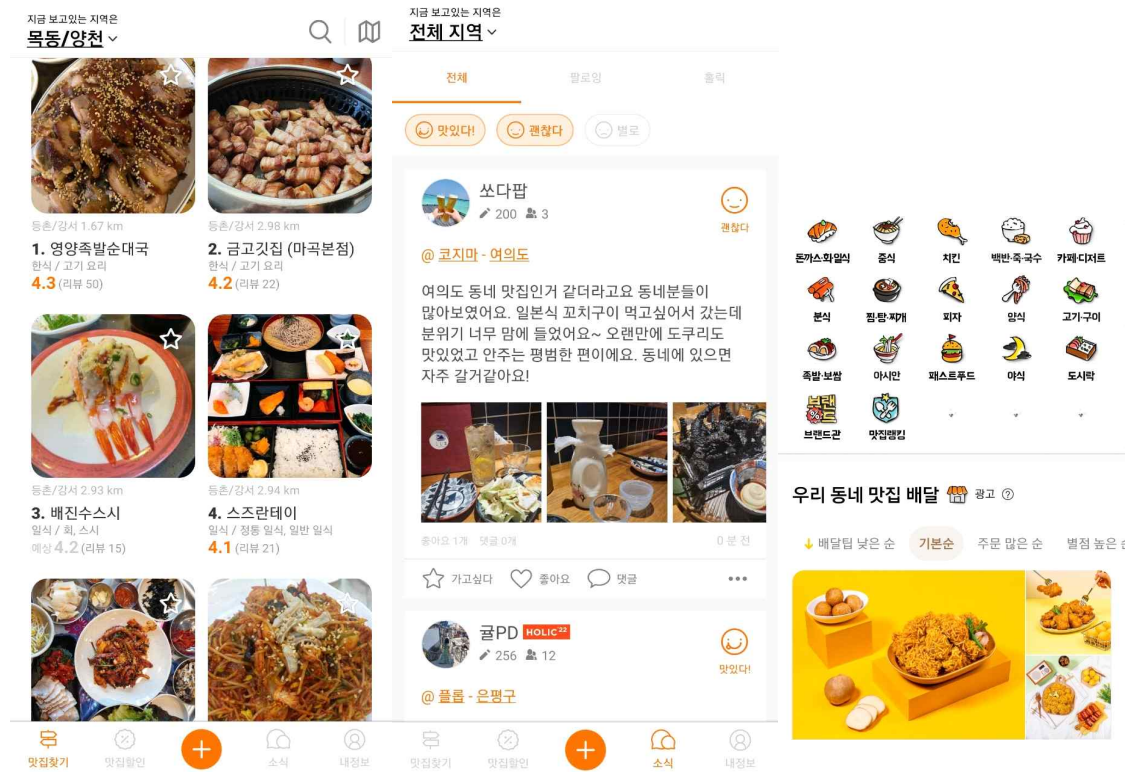 지금 보고있는 지역은
목동/양천
등촌/강서 1.67 km
1. 영양족발순대국
한식 / 고기 요리
4.3 (리뷰 50)
등촌/강서 2.98 km
2. 금고깃집 (마곡본점)
한식 / 고기 요리
4.2 (리뷰 22)
등촌/강서 2.93 km
3. 배진수스시
일식 / 회, 스시
예상 4.2 (리뷰 15)
등촌/강서 2.94 km
4. 스즈란테이
일식 / 정통 일식, 일반 일식
4.1 (리뷰 21)
맛집찾기
맛집할인
소식
내정보
지금 보고있는 지역은
전체 지역
전체
팔로잉
홀릭
맛있다!
괜찮다
별로
쏘다팝
200 3
괜찮다
@ 코지마 - 여의도
여의도 동네 맛집인거 같더라고요 동네분들이
많아보였어요. 일본식 꼬치구이 먹고싶어서 갔는데
분위기 너무 맘에 들었어요~ 오랜만에 도쿠리도
맛있었고 안주는 평범한 편이에요. 동네에 있으면
자주 갈거같아요!
좋아요 1개 댓글 0개
0 분 전
가고싶다
좋아요
댓글
귤PD HOLIC 22
256 12
맛있다!
@ 플롭 - 은평구
맛집찾기
맛집할인
소식
내정보
돈까스·회·일식
중식
치킨
백반·죽·국수
카페·디저트
분식
찜·탕·찌개
피자
양식
고기·구이
족발·보쌈
아시안
패스트푸드
야식
도시락
브랜드
브랜드관
맛집랭킹
우리 동네 맛집 배달 광고
배달팁 낮은 순
기본순
주문 많은 순
별점 높은 순